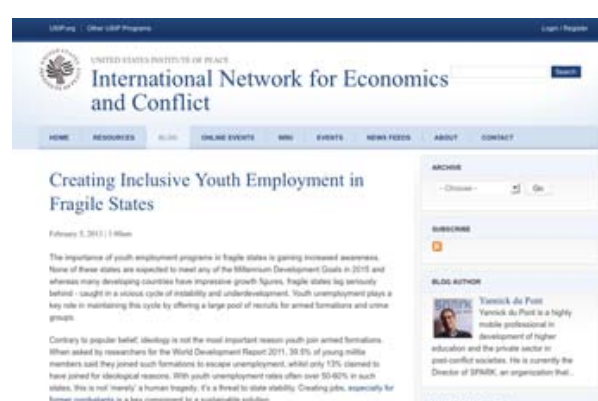 USIP.org | Other USIP Programs
Login / Register
UNITED STATES INSTITUTE OF PEACE
International Network for Economics
and Conflict
Search
HOME RESOURCES BLOG ONLINE EVENTS WIKI EVENTS NEWS FEEDS ABOUT CONTACT
Creating Inclusive Youth Employment in
Fragile States
February 5, 2013 | 1:00am
The importance of youth employment programs in fragile states is gaining increased awareness.
None of these states are expected to meet any of the Millennium Development Goals in 2015 and
whereas many developing countries have impressive growth figures, fragile states lag seriously
behind - caught in a vicious cycle of instability and underdevelopment. Youth unemployment plays a
key role in maintaining this cycle by offering a large pool of recruits for armed formations and crime
groups.
Contrary to popular belief, ideology is not the most important reason youth join armed formations.
When asked by researchers for the World Development Report 2011, 39.5% of young militia
members said they joined such formations to escape unemployment, whilst only 13% claimed to
have joined for ideological reasons. With youth unemployment rates often over 50-60% in such
states, this is not 'merely' a human tragedy; it's a threat to state stability. Creating jobs, especially for
former combatants is a key component to a sustainable solution.
ARCHIVE
- Choose - Go
SUBSCRIBE
BLOG AUTHOR
SPARK
Yannick du Pont
Yannick du Pont is a highly
mobile professional in
development of higher
education and the private sector in
post-conflict societies. He is currently the
Director of SPARK, an organization that...